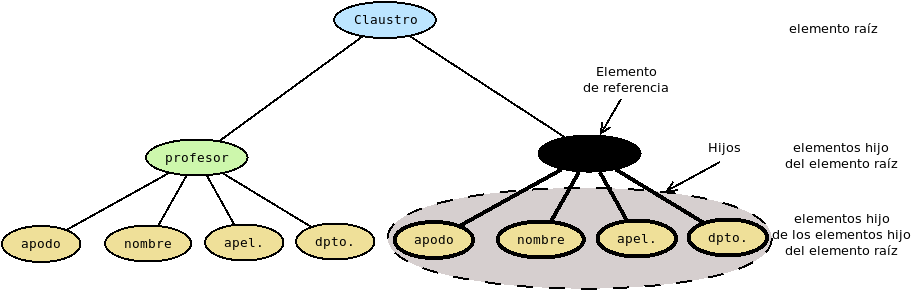 Claustro
elemento raíz
Elemento
de referencia
profesor
Hijos
elementos hijo
del elemento raíz
apodo
nombre
apel.
dpto.
apodo
nombre
apel.
dpto.
elementos hijo
de los elementos hijo
del elemento raíz